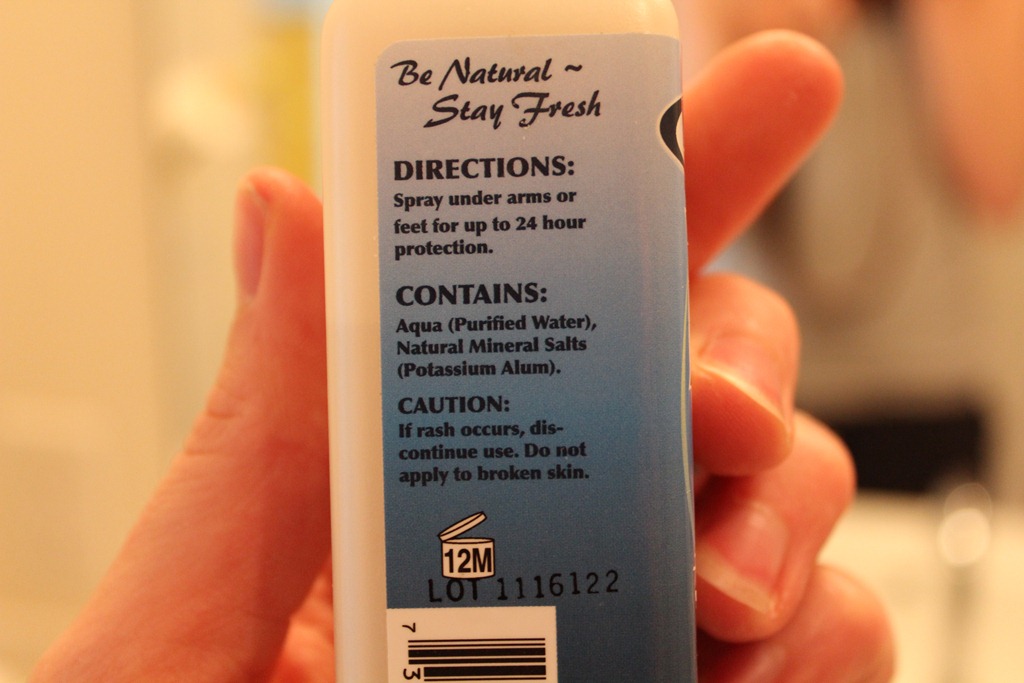 Be Natural ~
Stay Fresh
DIRECTIONS:
Spray under arms or
feet for up to 24 hour
protection.
CONTAINS:
Aqua (Purified Water),
Natural Mineral Salts
(Potassium Alum).
CAUTION:
If rash occurs, dis-
continue use. Do not
apply to broken skin.
12M
LOT 1116122
7 3